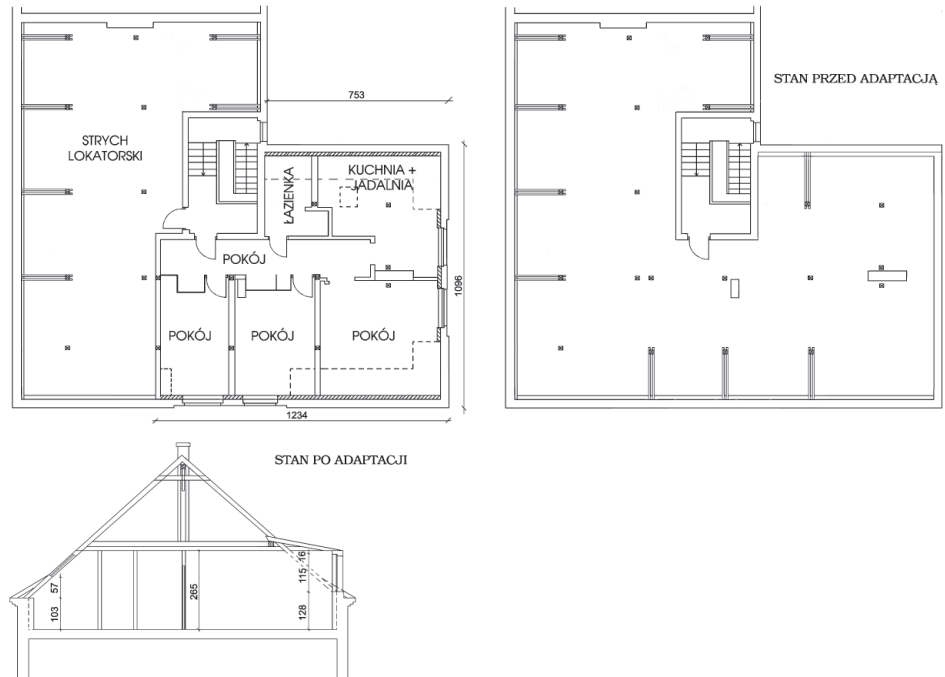 753
STAN PRZED ADAPTACJĄ
STRYCH
LOKATORSKI
KUCHNIA +
JADALNIA
ŁAZIENKA
POKÓJ
1096
POKÓJ
POKÓJ
POKÓJ
1234
STAN PO ADAPTACJI
57
103
265
16
115
128